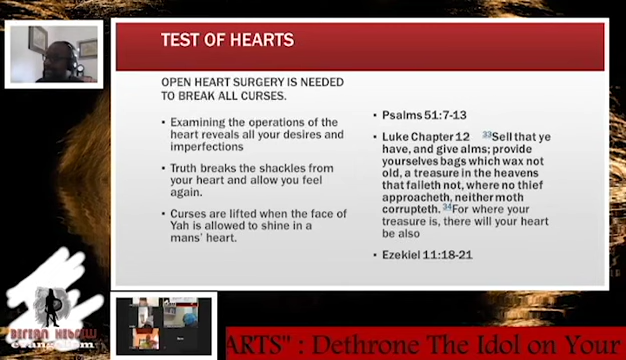 TEST OF HEARTS
OPEN HEART SURGERY IS NEEDED
TO BREAK ALL CURSES.
• Examining the operations of the
heart reveals all your desires and
imperfections
• Truth breaks the shackles from
your heart and allow you feel
again.
• Curses are lifted when the face of
Yah is allowed to shine in a
mans' heart.
• Psalms 51:7-13
• Luke Chapter 12 33Sell that ye
have, and give alms; provide
yourselves bags which wax not
old, a treasure in the heavens
that faileth not, where no thief
approacheth, neither moth
corrupteth. 34For where your
treasure is, there will your heart
be also
• Ezekiel 11:18-21
ARTS" : Dethrone The Idol on Your